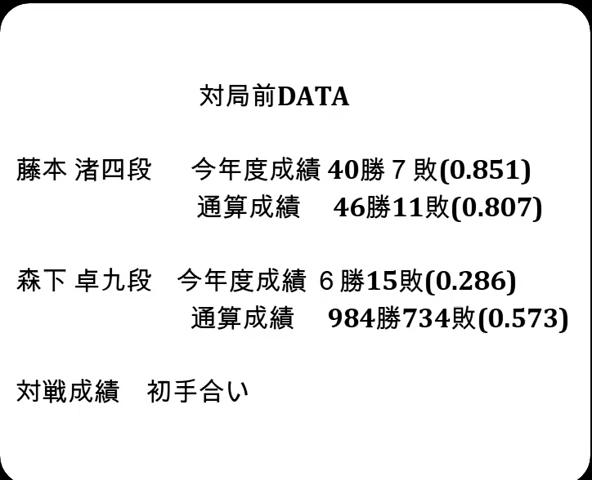 対局前DATA
藤本 渚四段 今年度成績 40勝７敗(0.851)
通算成績 46勝11敗(0.807)
森下 卓九段 今年度成績 ６勝15敗(0.286)
通算成績 984勝734敗(0.573)
対戦成績 初手合い